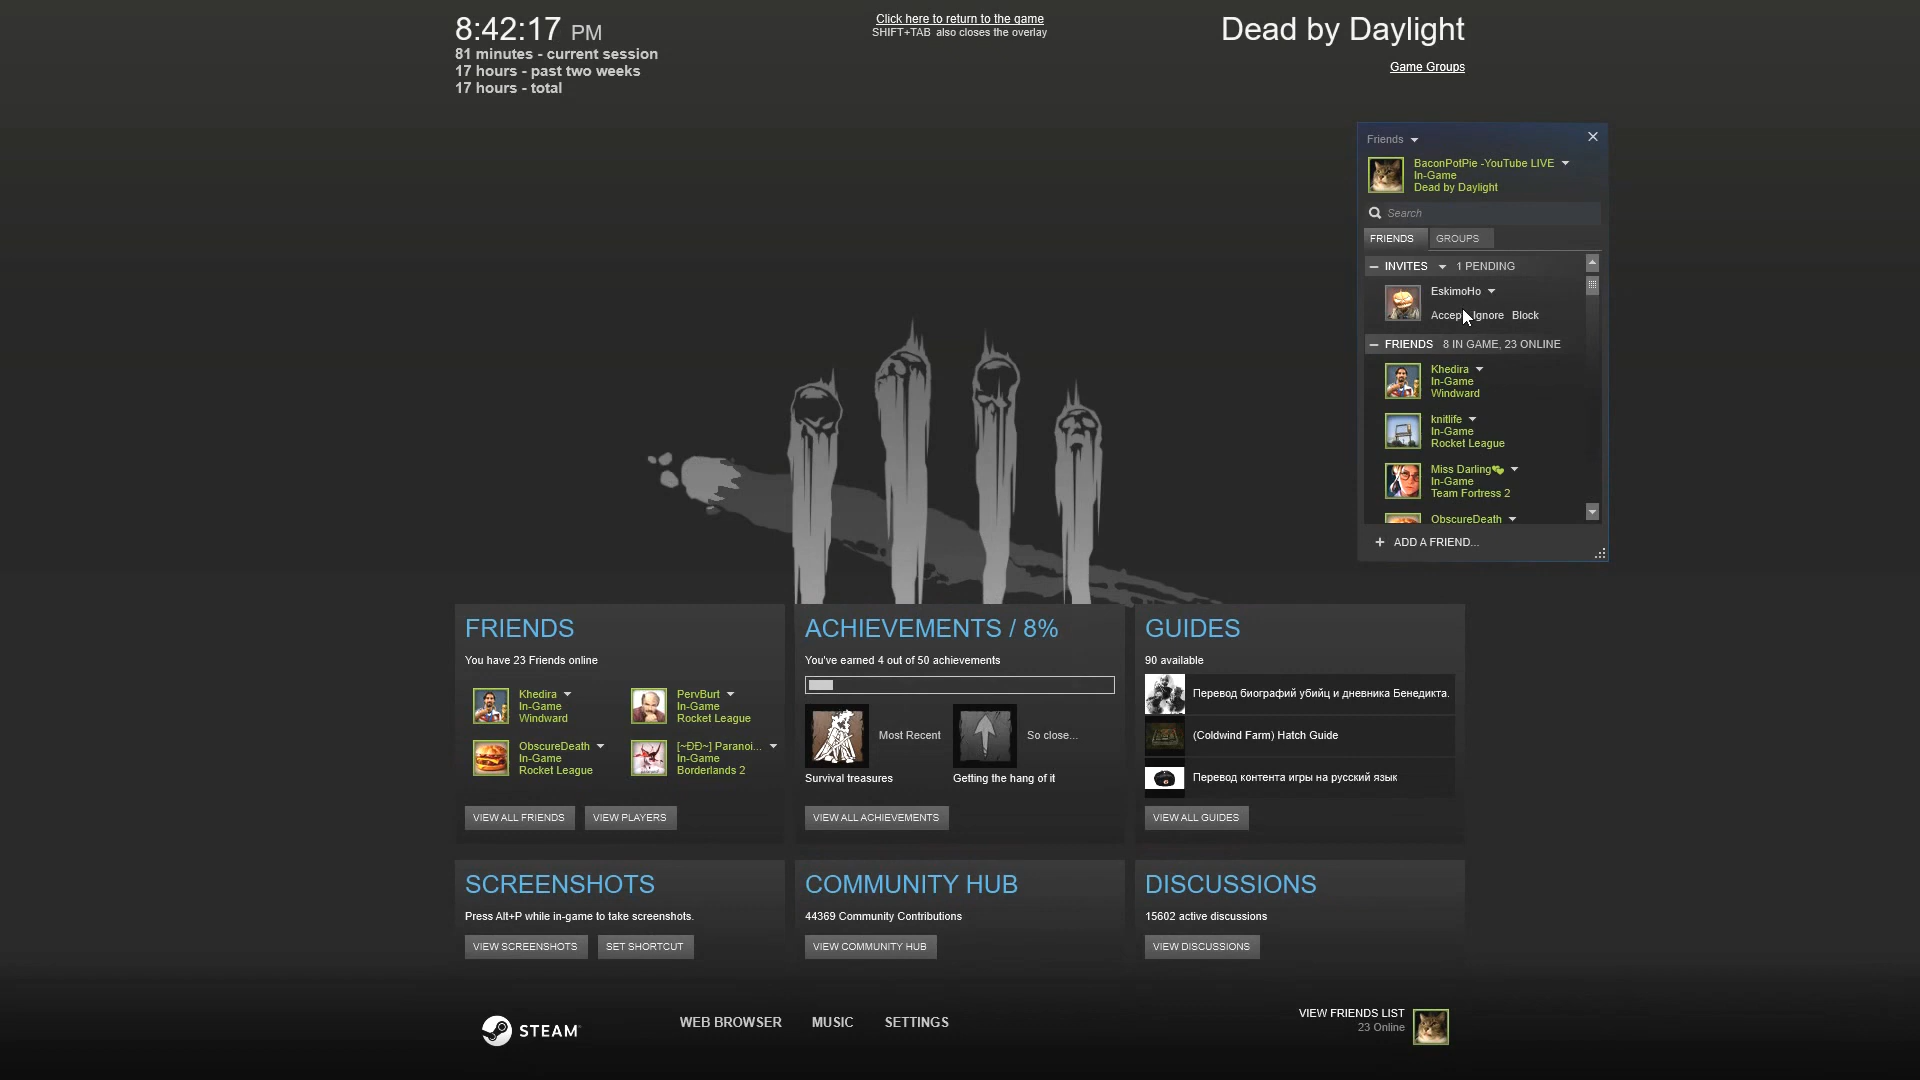 8:42:17 PM
81 minutes - current session
17 hours - past two weeks
17 hours - total
Click here to return to the game
SHIFT+TAB also closes the overlay
Dead by Daylight
Game Groups
Friends
BaconPotPie -YouTube LIVE
In-Game
Dead by Daylight
Search
FRIENDS GROUPS
INVITES 1 PENDING
EskimoHo
Accep Ignore Block
FRIENDS 8 IN GAME, 23 ONLINE
Khedira
In-Game
Windward
knitlife
In-Game
Rocket League
Miss Darling
In-Game
Team Fortress 2
ObscureDeath
+ ADD A FRIEND...
FRIENDS
You have 23 Friends online
Khedira
In-Game
Windward
PervBurt
In-Game
Rocket League
ObscureDeath
In-Game
Rocket League
[~ĐĐ~] Paranoi...
In-Game
Borderlands 2
VIEW ALL FRIENDS VIEW PLAYERS
ACHIEVEMENTS / 8%
You've earned 4 out of 50 achievements
Most Recent
So close...
Survival treasures
Getting the hang of it
VIEW ALL ACHIEVEMENTS
GUIDES
90 available
Перевод биографий убийц и дневника Бенедикта.
(Coldwind Farm) Hatch Guide
Перевод контента игры на русский язык
VIEW ALL GUIDES
SCREENSHOTS
Press Alt+P while in-game to take screenshots.
VIEW SCREENSHOTS SET SHORTCUT
COMMUNITY HUB
44369 Community Contributions
VIEW COMMUNITY HUB
DISCUSSIONS
15602 active discussions
VIEW DISCUSSIONS
STEAM
WEB BROWSER MUSIC SETTINGS
VIEW FRIENDS LIST
23 Online